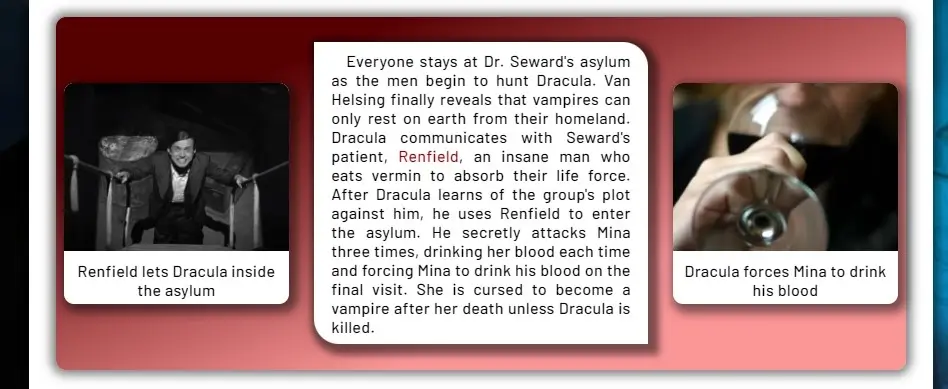 Everyone stays at Dr. Seward's asylum
as the men begin to hunt Dracula. Van
Helsing finally reveals that vampires can
only rest on earth from their homeland.
Dracula communicates with Seward's
patient, Renfield, an insane man who
eats vermin to absorb their life force.
After Dracula learns of the group's plot
against him, he uses Renfield to enter
the asylum. He secretly attacks Mina
three times, drinking her blood each time
and forcing Mina to drink his blood on the
final visit. She is cursed to become a
vampire after her death unless Dracula is
killed.
Renfield lets Dracula inside
the asylum
Dracula forces Mina to drink
his blood